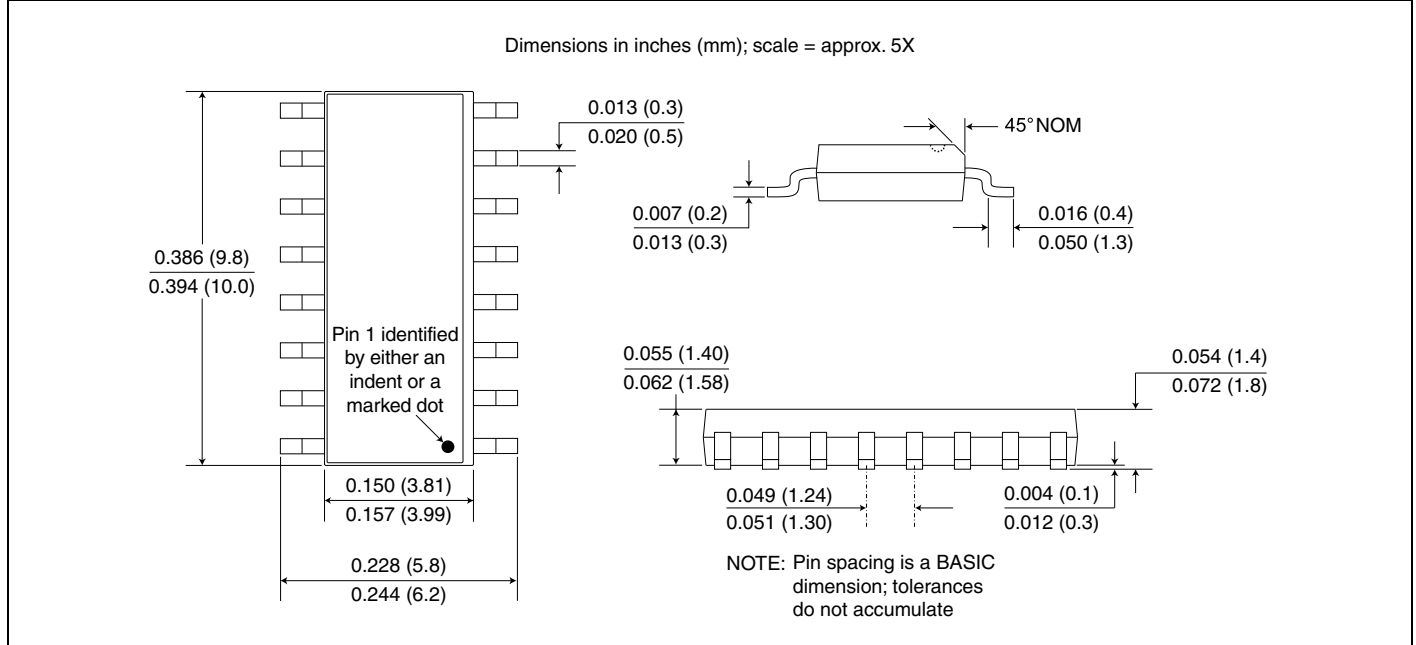 Dimensions in inches (mm); scale = approx. 5X
0.013 (0.3)
0.020 (0.5)
45° NOM
0.007 (0.2)
0.013 (0.3)
0.016 (0.4)
0.050 (1.3)
0.386 (9.8)
0.394 (10.0)
Pin 1 identified
by either an
indent or a
marked dot
0.055 (1.40)
0.062 (1.58)
0.054 (1.4)
0.072 (1.8)
0.150 (3.81)
0.157 (3.99)
0.049 (1.24)
0.051 (1.30)
0.004 (0.1)
0.012 (0.3)
0.228 (5.8)
0.244 (6.2)
NOTE: Pin spacing is a BASIC
dimension; tolerances
do not accumulate